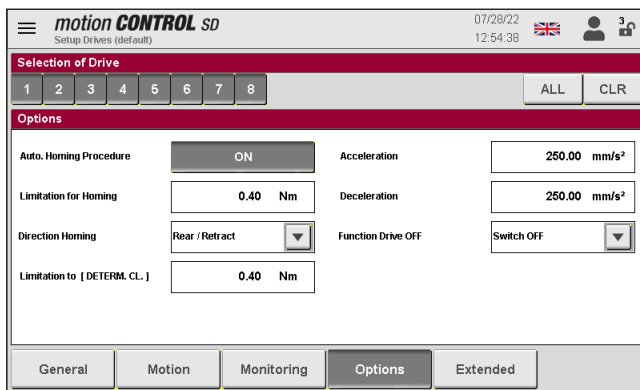 motion CONTROL SD
Setup Drives (default)
07/28/22
12:54:38
3
Selection of Drive
1 2 3 4 5 6 7 8 ALL CLR
Options
Auto. Homing Procedure ON Acceleration 250.00 mm/s²
Limitation for Homing 0.40 Nm Deceleration 250.00 mm/s²
Direction Homing Rear / Retract Function Drive OFF Switch OFF
Limitation to [ DETERM. CL. ] 0.40 Nm
General Motion Monitoring Options Extended